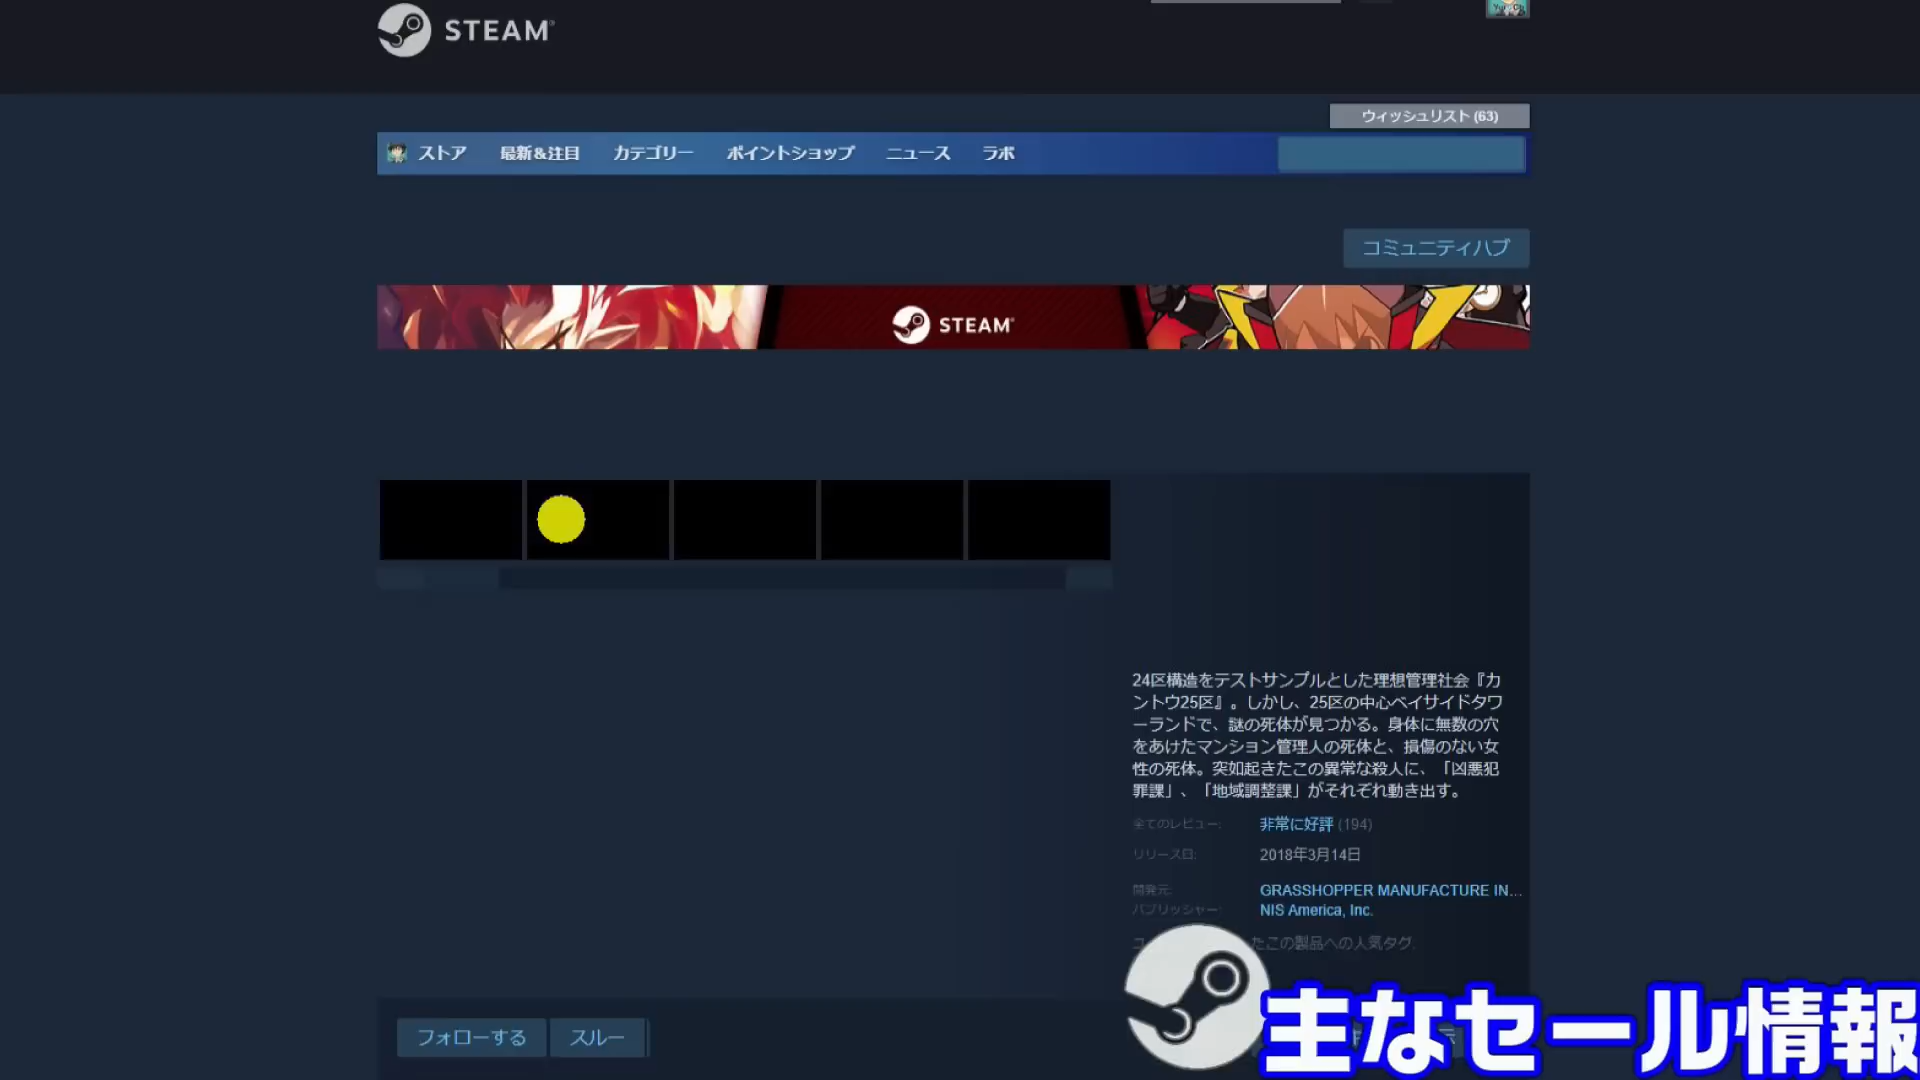 STEAM
ウィッシュリスト (63)
ストア 最新&注目 カテゴリー ポイントショップ ニュース ラボ
コミュニティハブ
STEAM
24区構造をテストサンプルとした理想管理社会『カ
ントウ25区』。しかし、25区の中心ベイサイドタワ
ーランドで、謎の死体が見つかる。身体に無数の穴
をあけたマンション管理人の死体と、損傷のない女
性の死体。突如起きたこの異常な殺人に、「凶悪犯
罪課」、「地域調整課」がそれぞれ動き出す。
全てのレビュー: 非常に好評 (194)
リリース日: 2018年3月14日
開発元: GRASSHOPPER MANUFACTURE IN...
パブリッシャー: NIS America, Inc.
たこの製品への人気タグ:
フォローする スルー
主なセール情報